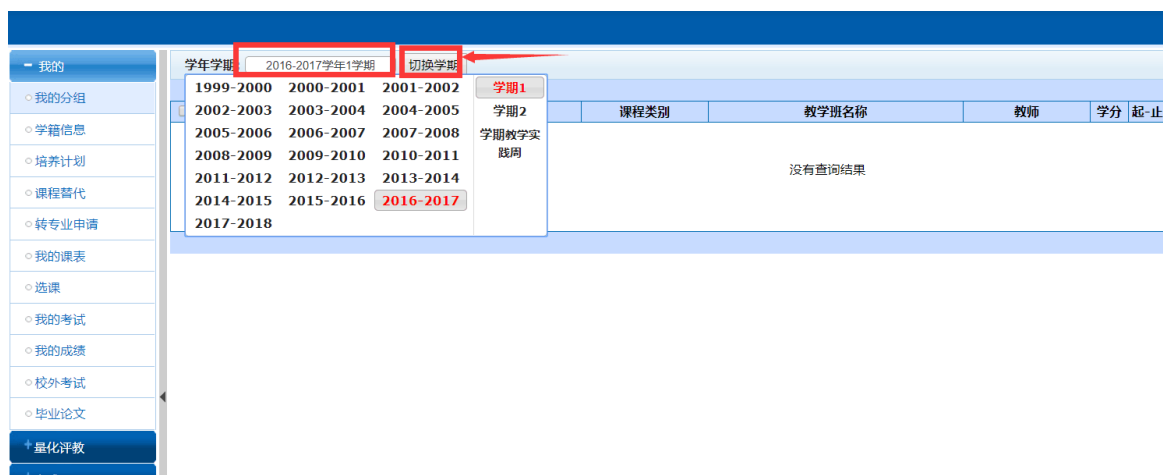 我的
我的分组
学籍信息
培养计划
课程替代
转专业申请
我的课表
选课
我的考试
我的成绩
校外考试
毕业论文
量化评教
学年学期: 2016-2017学年1学期 切换学期
1999-2000 2000-2001 2001-2002 学期1
2002-2003 2003-2004 2004-2005 学期2
2005-2006 2006-2007 2007-2008 学期教学实
2008-2009 2009-2010 2010-2011 践周
2011-2012 2012-2013 2013-2014
2014-2015 2015-2016 2016-2017
2017-2018
课程类别 教学班名称 教师 学分 起-止
没有查询结果